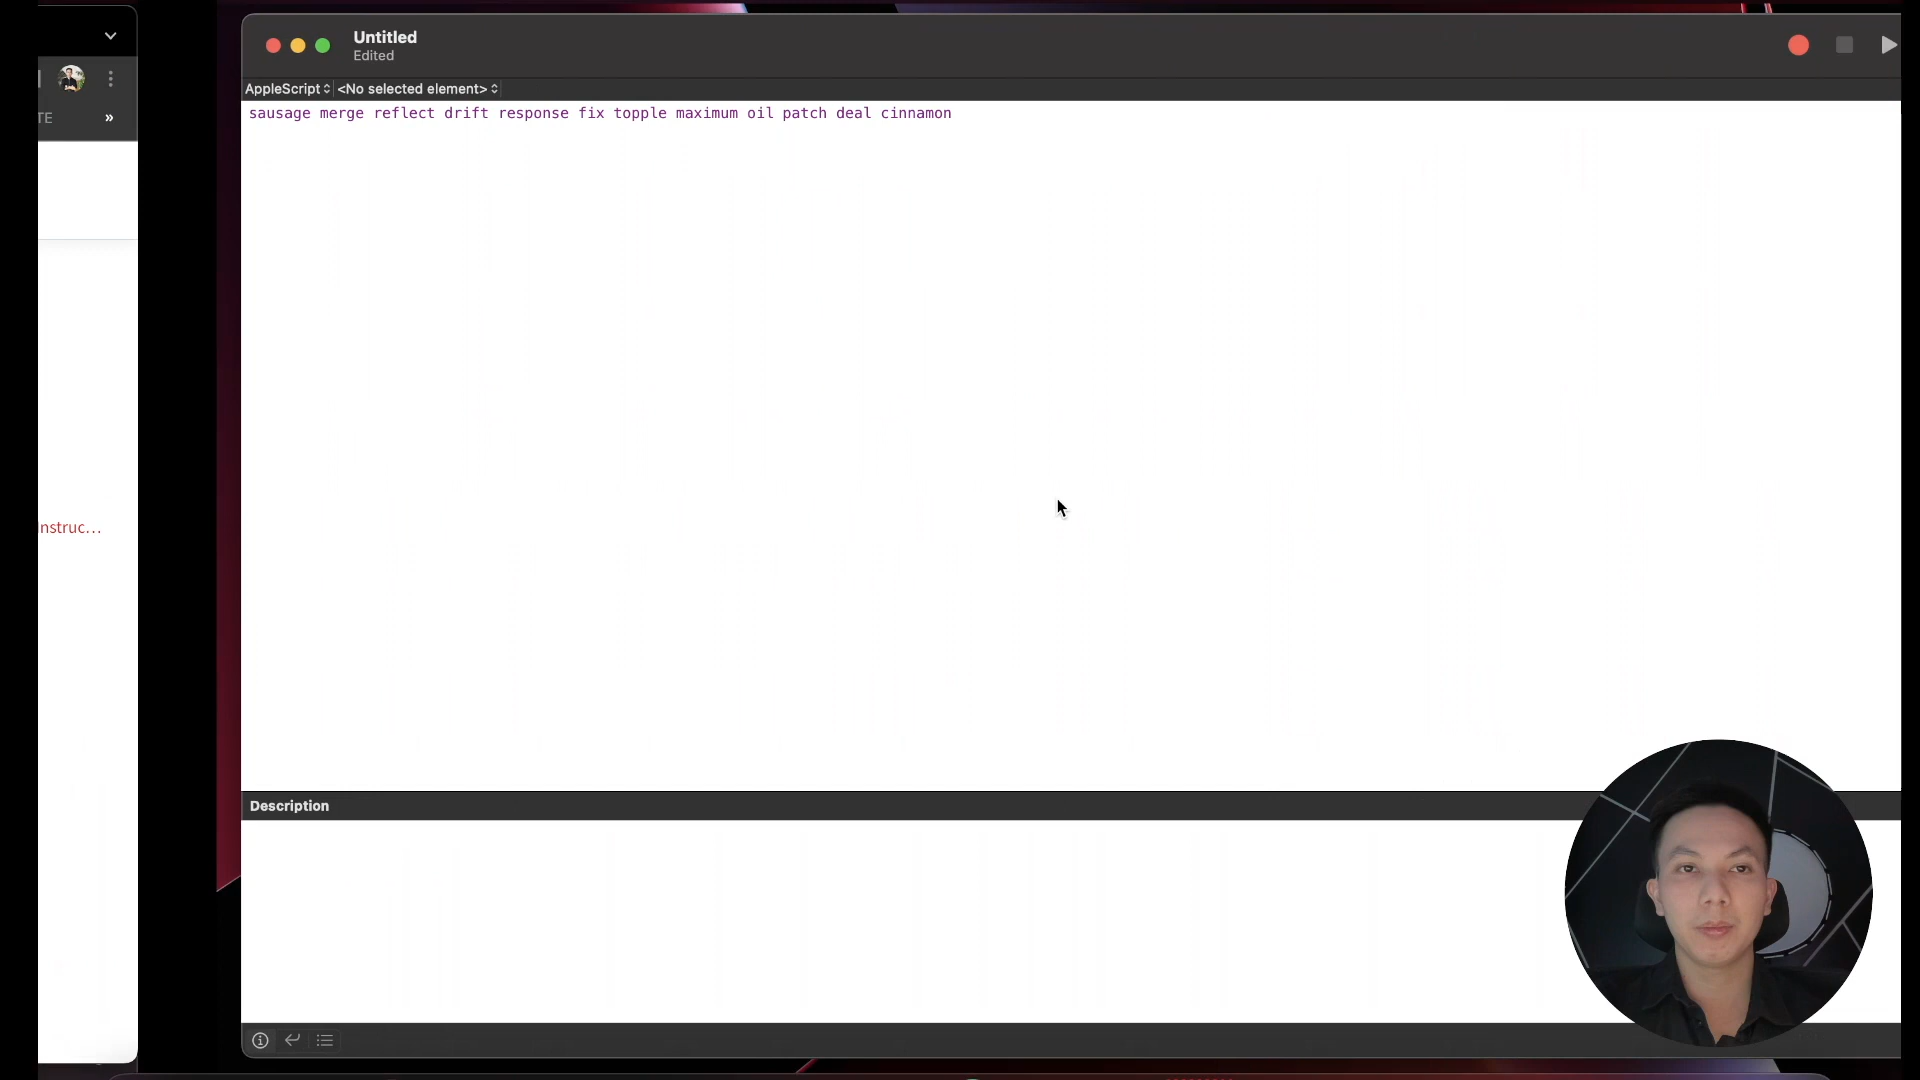 Untitled
Edited
AppleScript <No selected element>
sausage merge reflect drift response fix topple maximum oil patch deal cinnamon
TE »
Instruc…
Description